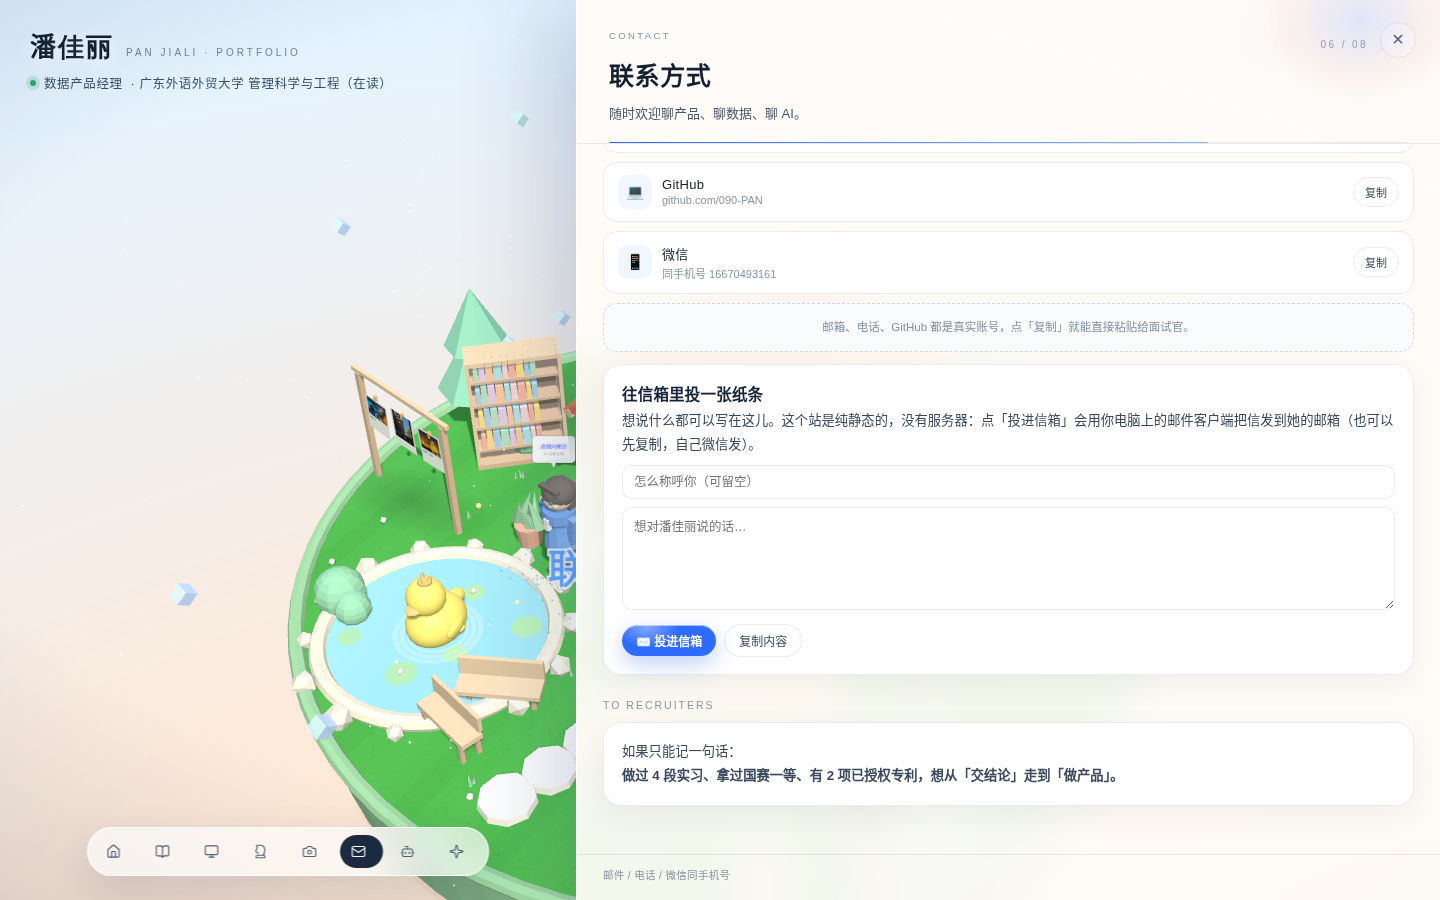 潘佳丽 PAN JIALI · PORTFOLIO
数据产品经理 · 广东外语外贸大学 管理科学与工程（在读）
CONTACT
06 / 08
联系方式
随时欢迎聊产品、聊数据、聊 AI。
GitHub
github.com/090-PAN
复制
微信
同手机号 16670493161
复制
邮箱、电话、GitHub 都是真实账号，点「复制」就能直接粘贴给面试官。
往信箱里投一张纸条
想说什么都可以写在这儿。这个站是纯静态的，没有服务器：点「投进信箱」会用你电脑上的邮件客户端把信发到她的邮箱（也可以
先复制，自己微信发）。
怎么称呼你（可留空）
想对潘佳丽说的话…
投进信箱
复制内容
TO RECRUITERS
如果只能记一句话：
做过 4 段实习、拿过国赛一等、有 2 项已授权专利，想从「交结论」走到「做产品」。
邮件 / 电话 / 微信同手机号
联